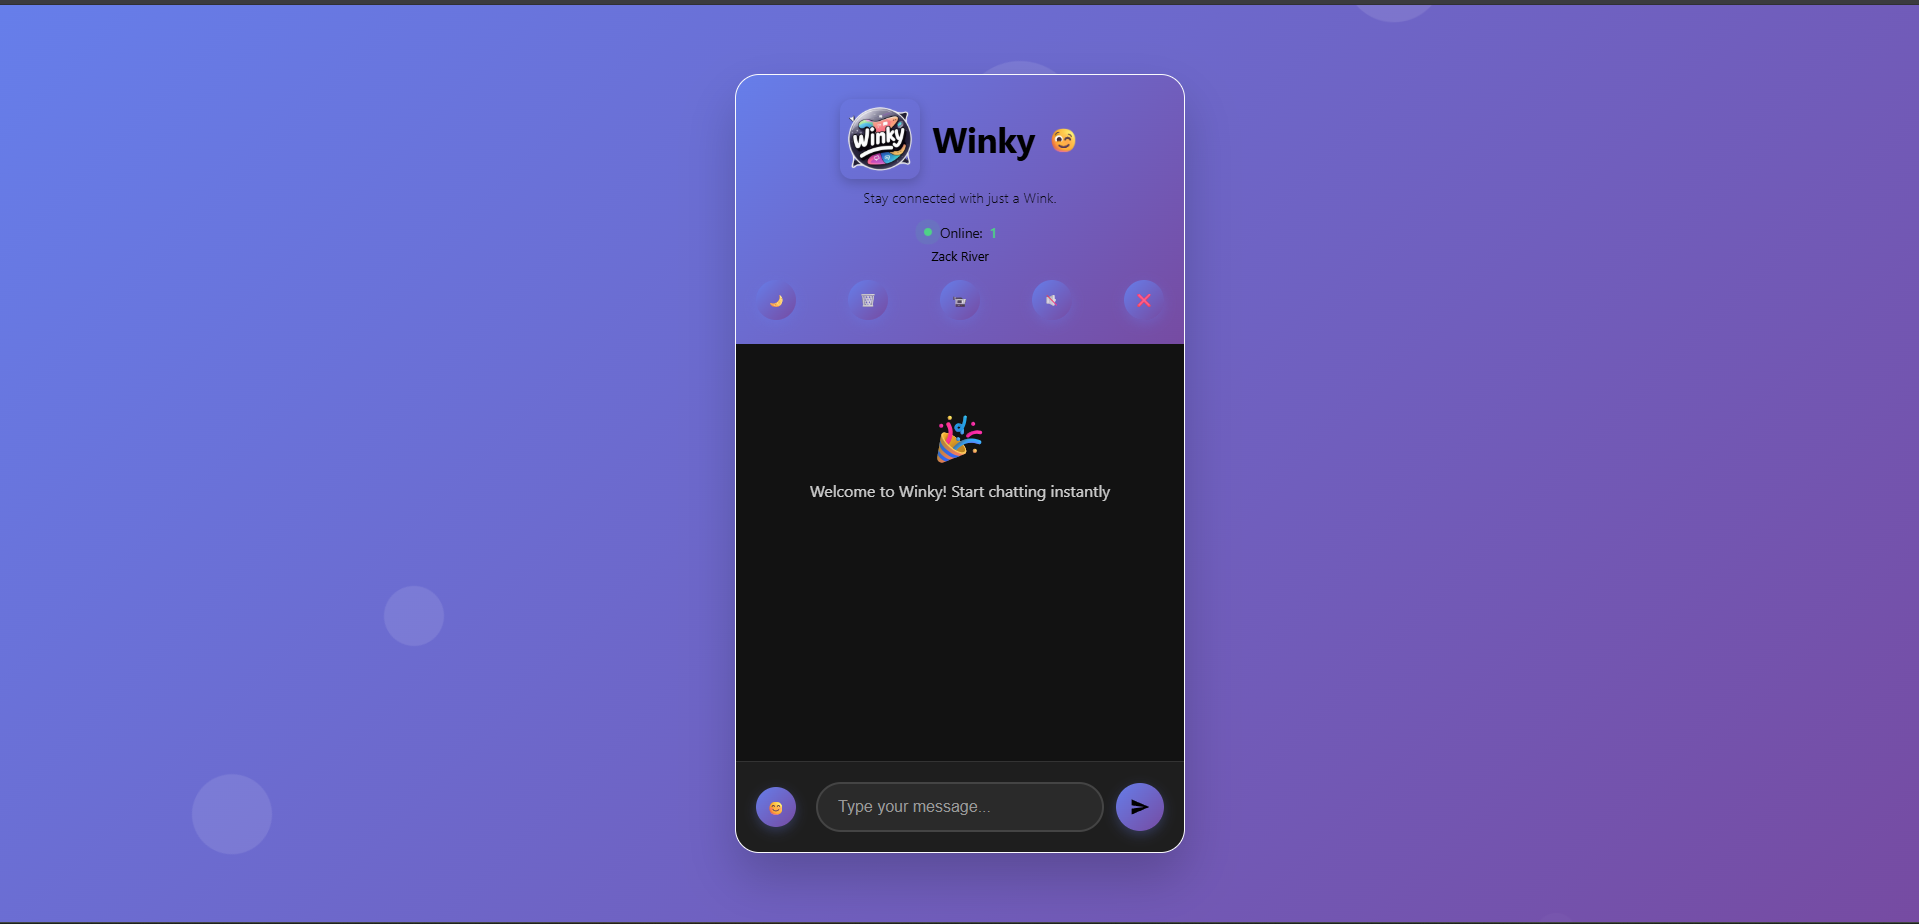 winky
Winky 😉
Stay connected with just a Wink.
Online: 1
Zack River
Welcome to Winky! Start chatting instantly
Type your message...